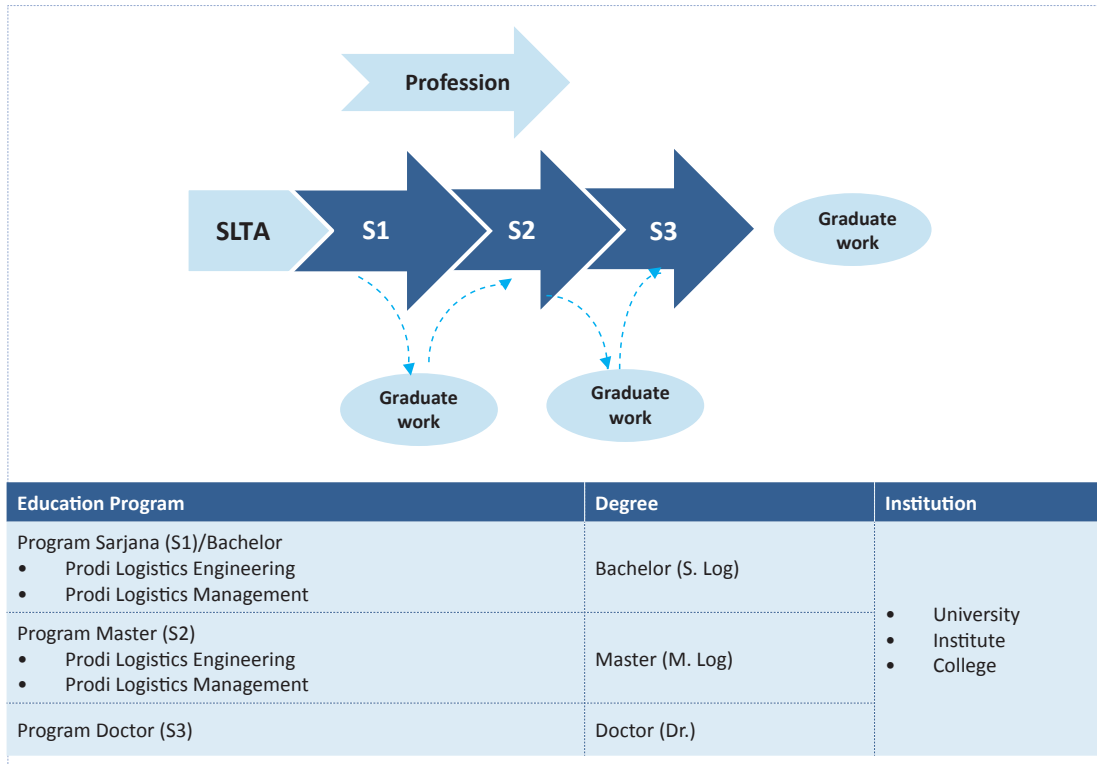 Profession
SLTA
S1
S2
S3
Graduate
work
Graduate
work
Graduate
work
Education Program
Degree
Institution
Program Sarjana (S1)/Bachelor
• Prodi Logistics Engineering
• Prodi Logistics Management
Bachelor (S. Log)
Program Master (S2)
• Prodi Logistics Engineering
• Prodi Logistics Management
Master (M. Log)
Program Doctor (S3)
Doctor (Dr.)
• University
• Institute
• College